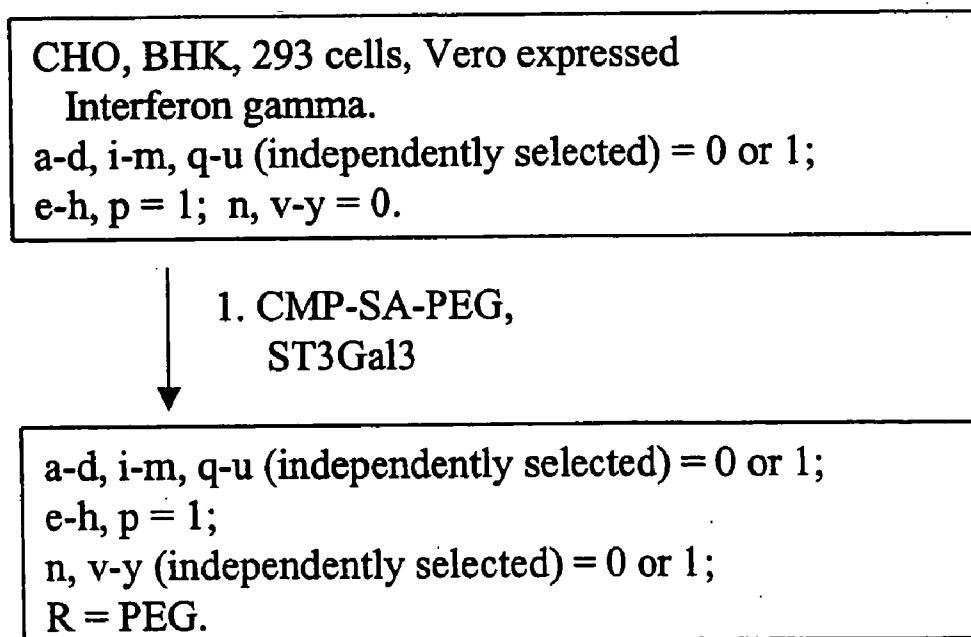 CHO, BHK, 293 cells, Vero expressed
Interferon gamma.
a-d, i-m, q-u (independently selected) = 0 or 1;
e-h, p = 1; n, v-y = 0.
1. CMP-SA-PEG,
ST3Gal3
a-d, i-m, q-u (independently selected) = 0 or 1;
e-h, p = 1;
n, v-y (independently selected) = 0 or 1;
R = PEG.